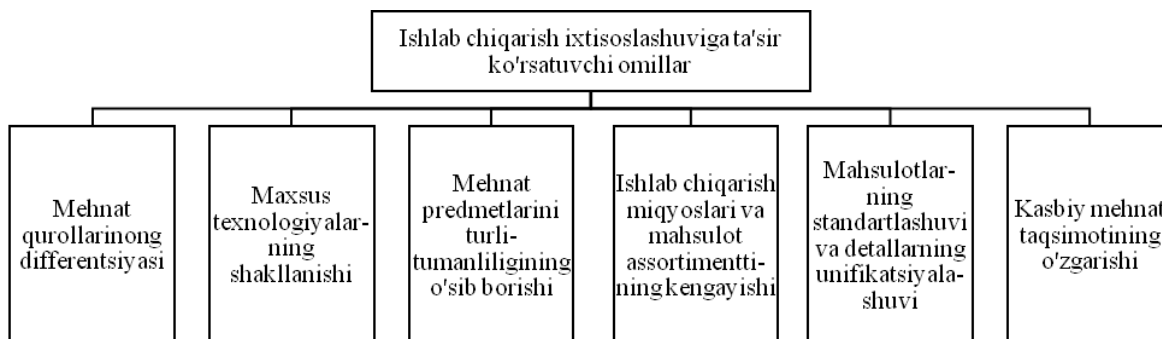 Ishlab chiqarish ixtisoslashuviga ta'sir
ko'rsatuvchi omillar
Mehnat
qurollarinong
differentsiyasi
Maxsus
texnologiyalar-
ning
shakllanishi
Mehnat
predmetlarini
turli-
tumanliligining
o'sib borishi
Ishlab chiqarish
miqyoslari va
mahsulot
assortimentti-
ning kengayishi
Mahsulotlar-
ning
standartlashuvi
va detallarning
unifikatsiyala-
shuvi
Kasbiy mehnat
taqsimotining
o'zgarishi